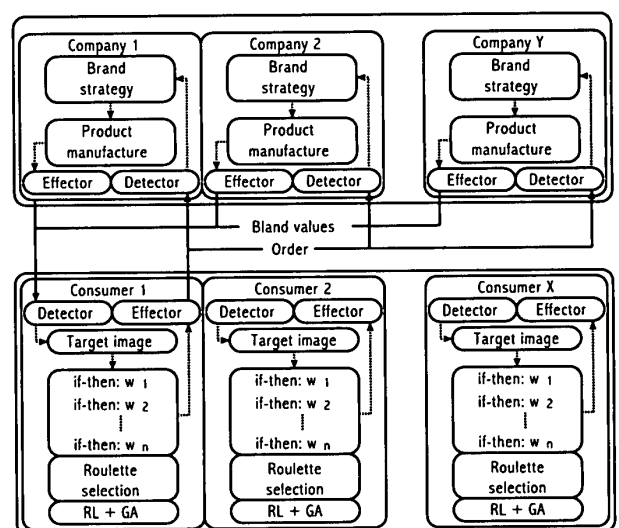 Company 1
Brand
strategy
Product
manufacture
Effector
Detector
Company 2
Brand
strategy
Product
manufacture
Effector
Detector
Company Y
Brand
strategy
Product
manufacture
Effector
Detector
Bland values
Order
Consumer 1
Detector
Effector
Target image
if-then: w 1
if-then: w 2
if-then: w n
Roulette
selection
RL + GA
Consumer 2
Detector
Effector
Target image
if-then: w 1
if-then: w 2
if-then: w n
Roulette
selection
RL + GA
Consumer X
Detector
Effector
Target image
if-then: w 1
if-then: w 2
if-then: w n
Roulette
selection
RL + GA